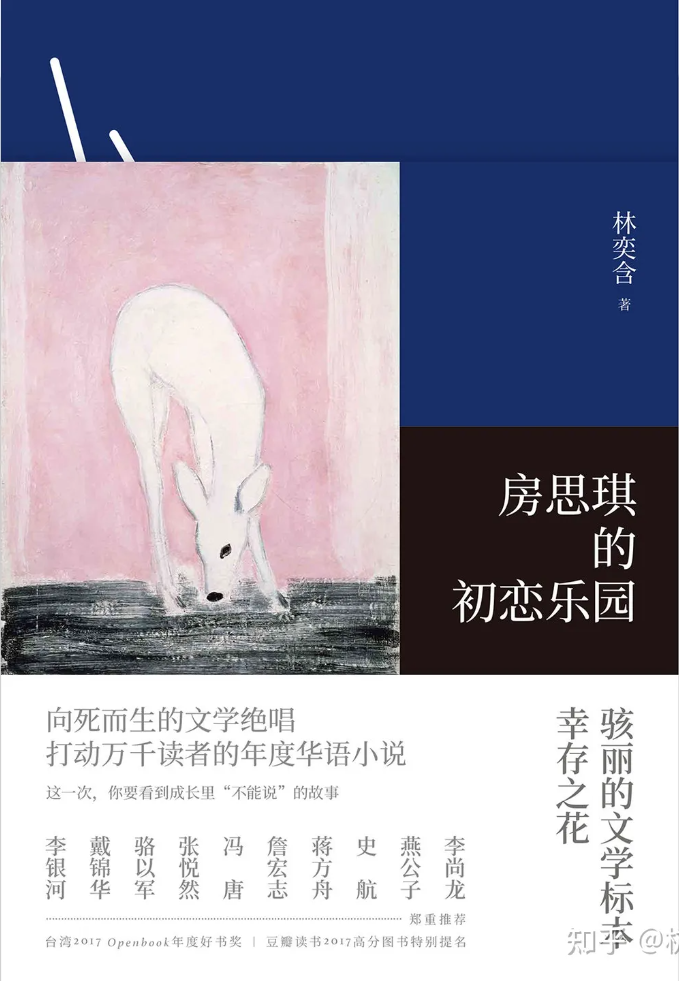 林奕含 著
房思琪
的
初恋乐园
向死而生的文学绝唱
打动万千读者的年度华语小说
这一次，你要看到成长里“不能说”的故事
骇丽的文学标本
幸存之花
李银河
戴锦华
骆以军
张悦然
冯唐
詹宏志
蒋方舟
史航
燕公子
李尚龙
郑重推荐
台湾2017 Openbook年度好书奖 | 豆瓣读书2017高分图书特别提名
知乎